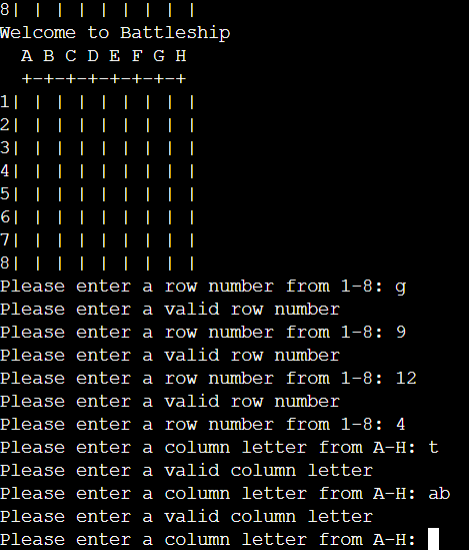 8| | | | | | | | |
Welcome to Battleship
  A B C D E F G H
  +-+-+-+-+-+-+-+
1| | | | | | | | |
2| | | | | | | | |
3| | | | | | | | |
4| | | | | | | | |
5| | | | | | | | |
6| | | | | | | | |
7| | | | | | | | |
8| | | | | | | | |
Please enter a row number from 1-8: g
Please enter a valid row number
Please enter a row number from 1-8: 9
Please enter a valid row number
Please enter a row number from 1-8: 12
Please enter a valid row number
Please enter a row number from 1-8: 4
Please enter a column letter from A-H: t
Please enter a valid column letter
Please enter a column letter from A-H: ab
Please enter a valid column letter
Please enter a column letter from A-H: